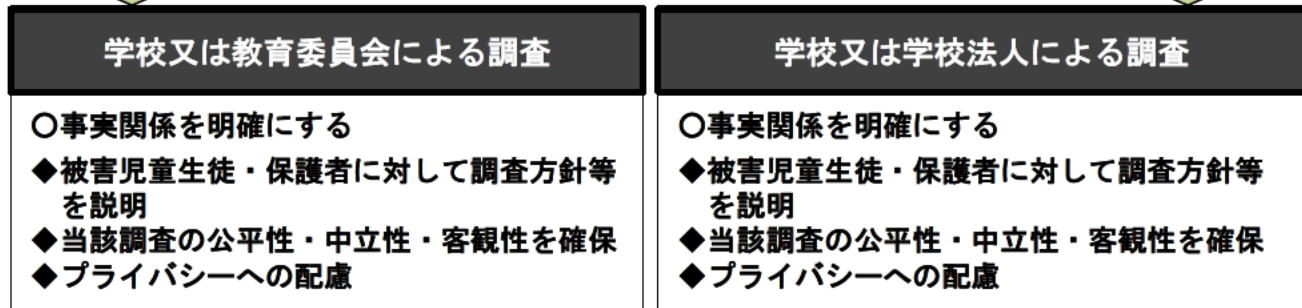 学校又は教育委員会による調査
〇事実関係を明確にする
◆被害児童生徒・保護者に対して調査方針等
を説明
◆当該調査の公平性・中立性・客観性を確保
◆プライバシーへの配慮
学校又は学校法人による調査
〇事実関係を明確にする
◆被害児童生徒・保護者に対して調査方針等
を説明
◆当該調査の公平性・中立性・客観性を確保
◆プライバシーへの配慮